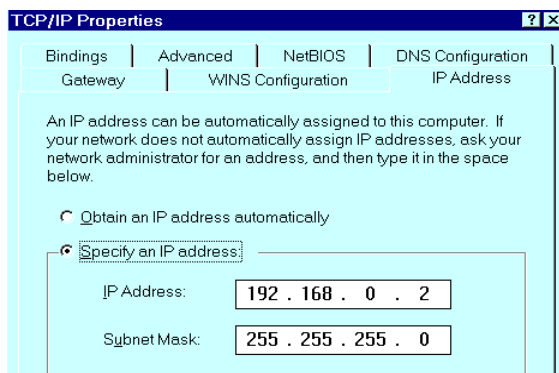 TCP/IP Properties ? ×
Bindings Advanced NetBIOS DNS Configuration
Gateway WINS Configuration IP Address
An IP address can be automatically assigned to this computer. If
your network does not automatically assign IP addresses, ask your
network administrator for an address, and then type it in the space
below.
Obtain an IP address automatically
Specify an IP address:
IP Address: 192 . 168 . 0 . 2
Subnet Mask: 255 . 255 . 255 . 0